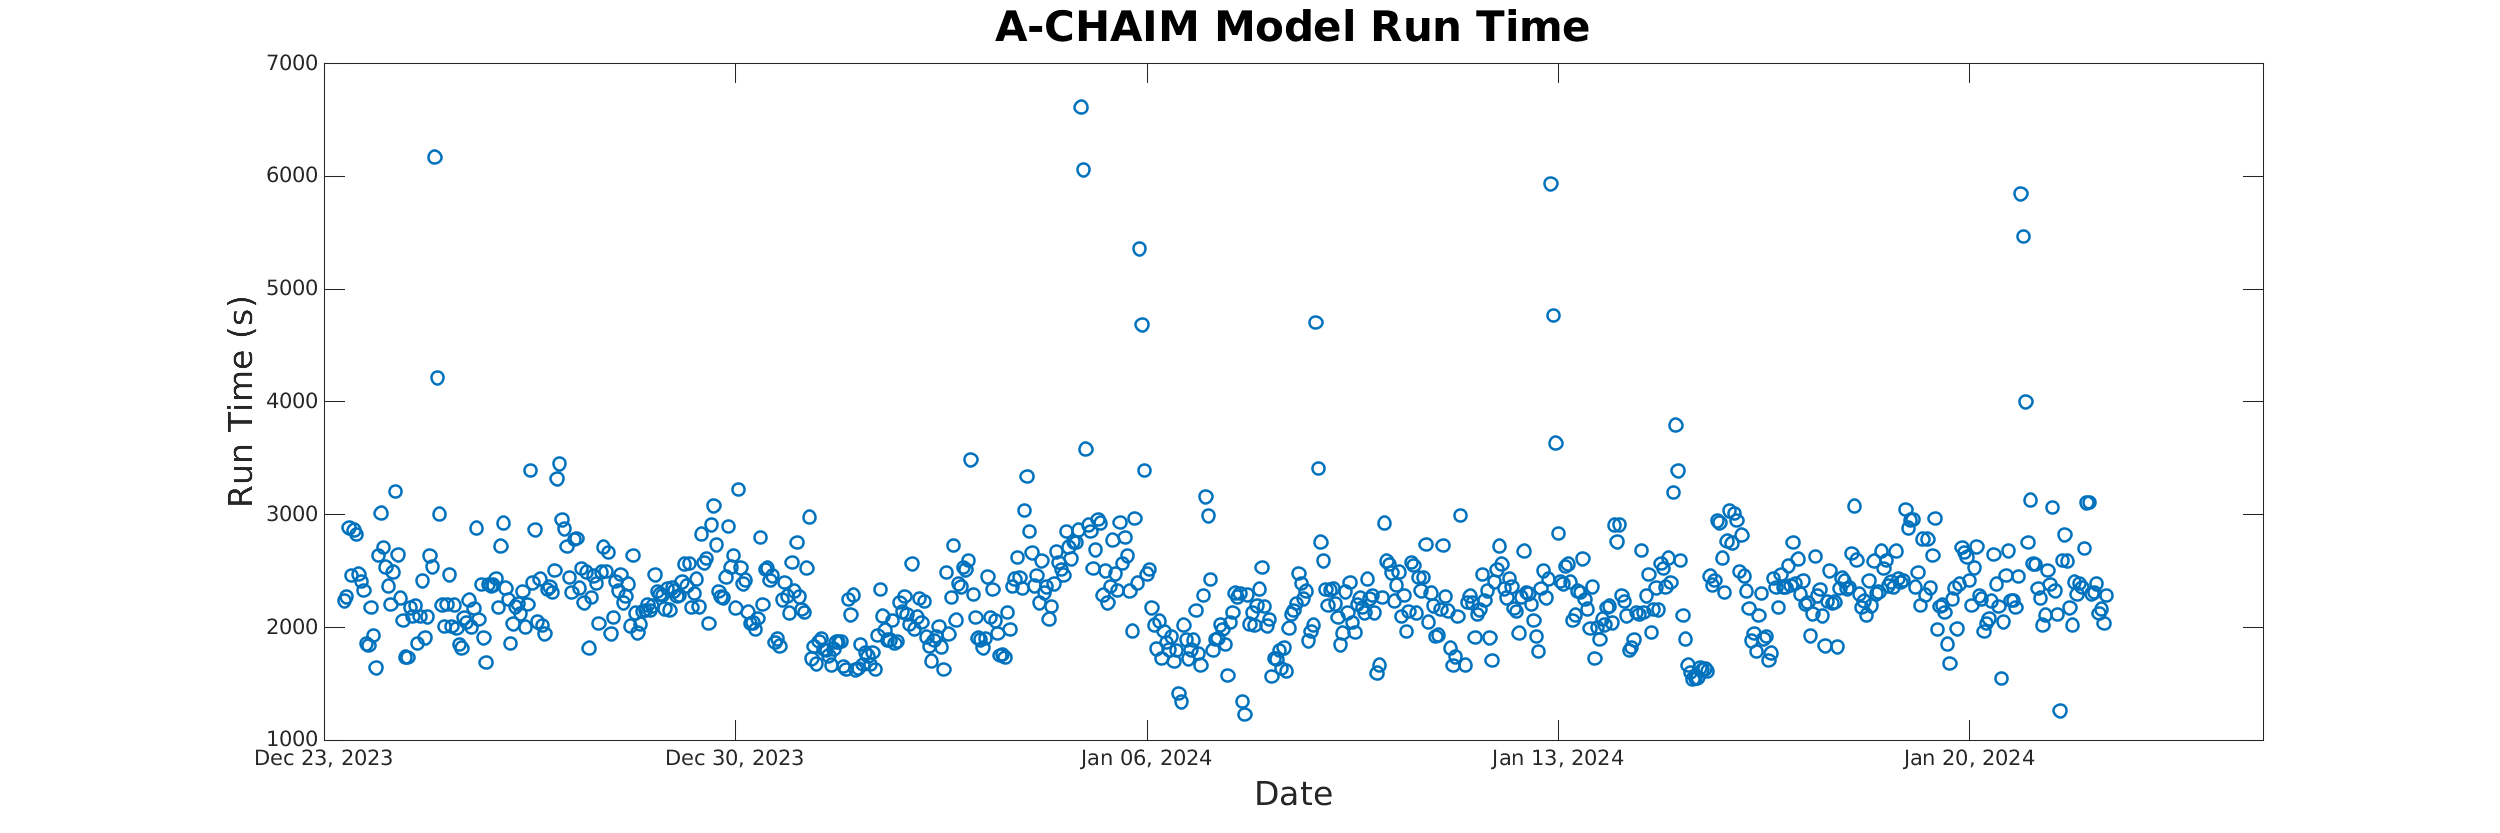 A-CHAIM Model Run Time
7000
6000
5000
4000
3000
2000
1000
Run Time (s)
Dec 23, 2023
Dec 30, 2023
Jan 06, 2024
Jan 13, 2024
Jan 20, 2024
Date